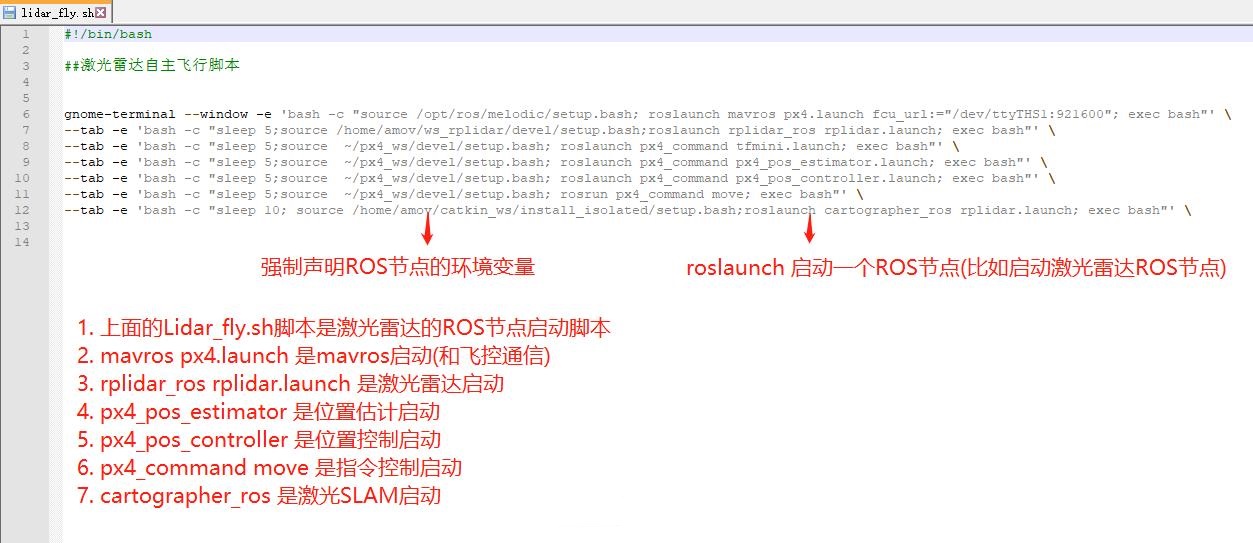 lidar_fly.sh
1 #!/bin/bash
2
3 ##激光雷达自主飞行脚本
4
5
6 gnome-terminal --window -e 'bash -c "source /opt/ros/melodic/setup.bash; roslaunch mavros px4.launch fcu_url:="/dev/ttyTHS1:921600"; exec bash"' \
7 --tab -e 'bash -c "sleep 5;source /home/amov/ws_rplidar/devel/setup.bash;roslaunch rplidar_ros rplidar.launch; exec bash"' \
8 --tab -e 'bash -c "sleep 5;source  ~/px4_ws/devel/setup.bash; roslaunch px4_command tfmini.launch; exec bash"' \
9 --tab -e 'bash -c "sleep 5;source  ~/px4_ws/devel/setup.bash; roslaunch px4_command px4_pos_estimator.launch; exec bash"' \
10 --tab -e 'bash -c "sleep 5;source  ~/px4_ws/devel/setup.bash; roslaunch px4_command px4_pos_controller.launch; exec bash"' \
11 --tab -e 'bash -c "sleep 5;source  ~/px4_ws/devel/setup.bash; rosrun px4_command move; exec bash"' \
12 --tab -e 'bash -c "sleep 10; source /home/amov/catkin_ws/install_isolated/setup.bash;roslaunch cartographer_ros rplidar.launch; exec bash"' \
13
14
强制声明ROS节点的环境变量
roslaunch 启动一个ROS节点(比如启动激光雷达ROS节点)
1. 上面的Lidar_fly.sh脚本是激光雷达的ROS节点启动脚本
2. mavros px4.launch 是mavros启动(和飞控通信)
3. rplidar_ros rplidar.launch 是激光雷达启动
4. px4_pos_estimator 是位置估计启动
5. px4_pos_controller 是位置控制启动
6. px4_command move 是指令控制启动
7. cartographer_ros 是激光SLAM启动